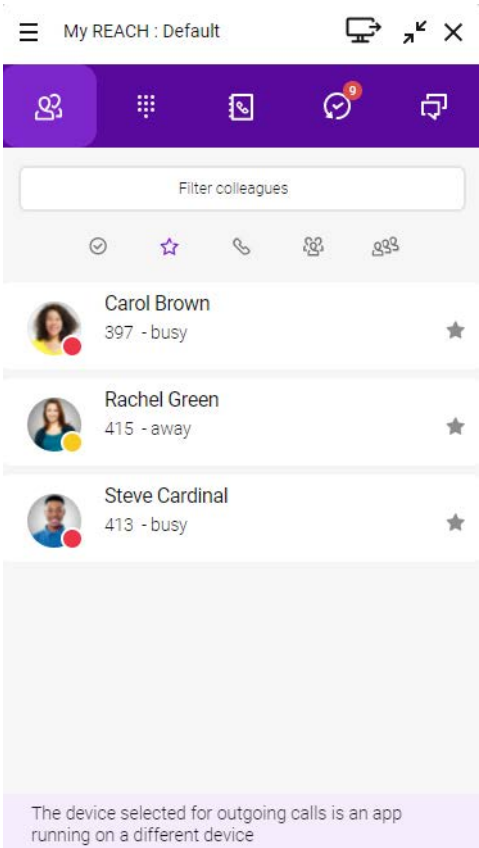 My REACH : Default
9
Filter colleagues
Carol Brown
397 - busy
Rachel Green
415 - away
Steve Cardinal
413 - busy
The device selected for outgoing calls is an app
running on a different device